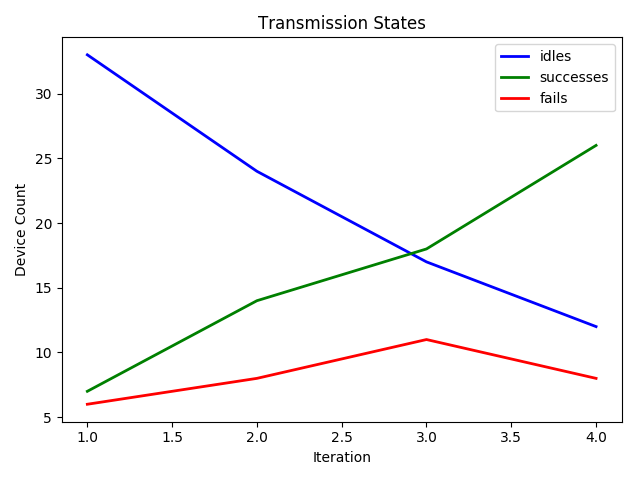 Transmission States
idles
successes
fails
Device Count
30
25
20
15
10
5
1.0 1.5 2.0 2.5 3.0 3.5 4.0
Iteration